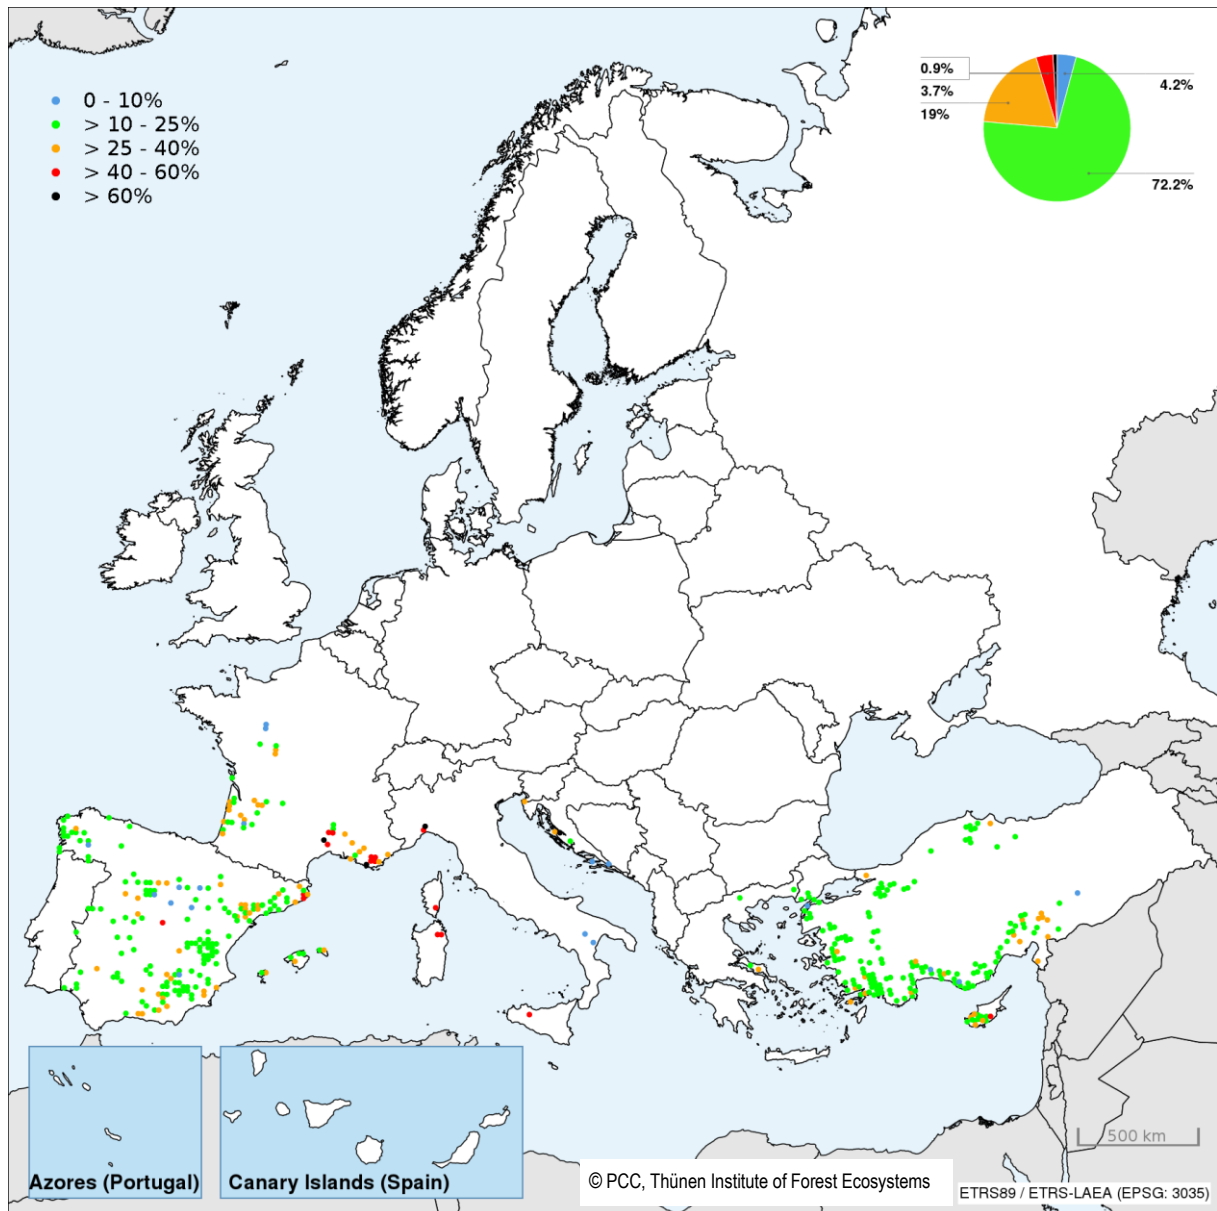 0 - 10%
> 10 - 25%
> 25 - 40%
> 40 - 60%
> 60%
0.9%
4.2%
3.7%
19%
72.2%
500 km
Azores (Portugal)
Canary Islands (Spain)
© PCC, Thünen Institute of Forest Ecosystems
ETRS89 / ETRS-LAEA (EPSG: 3035)